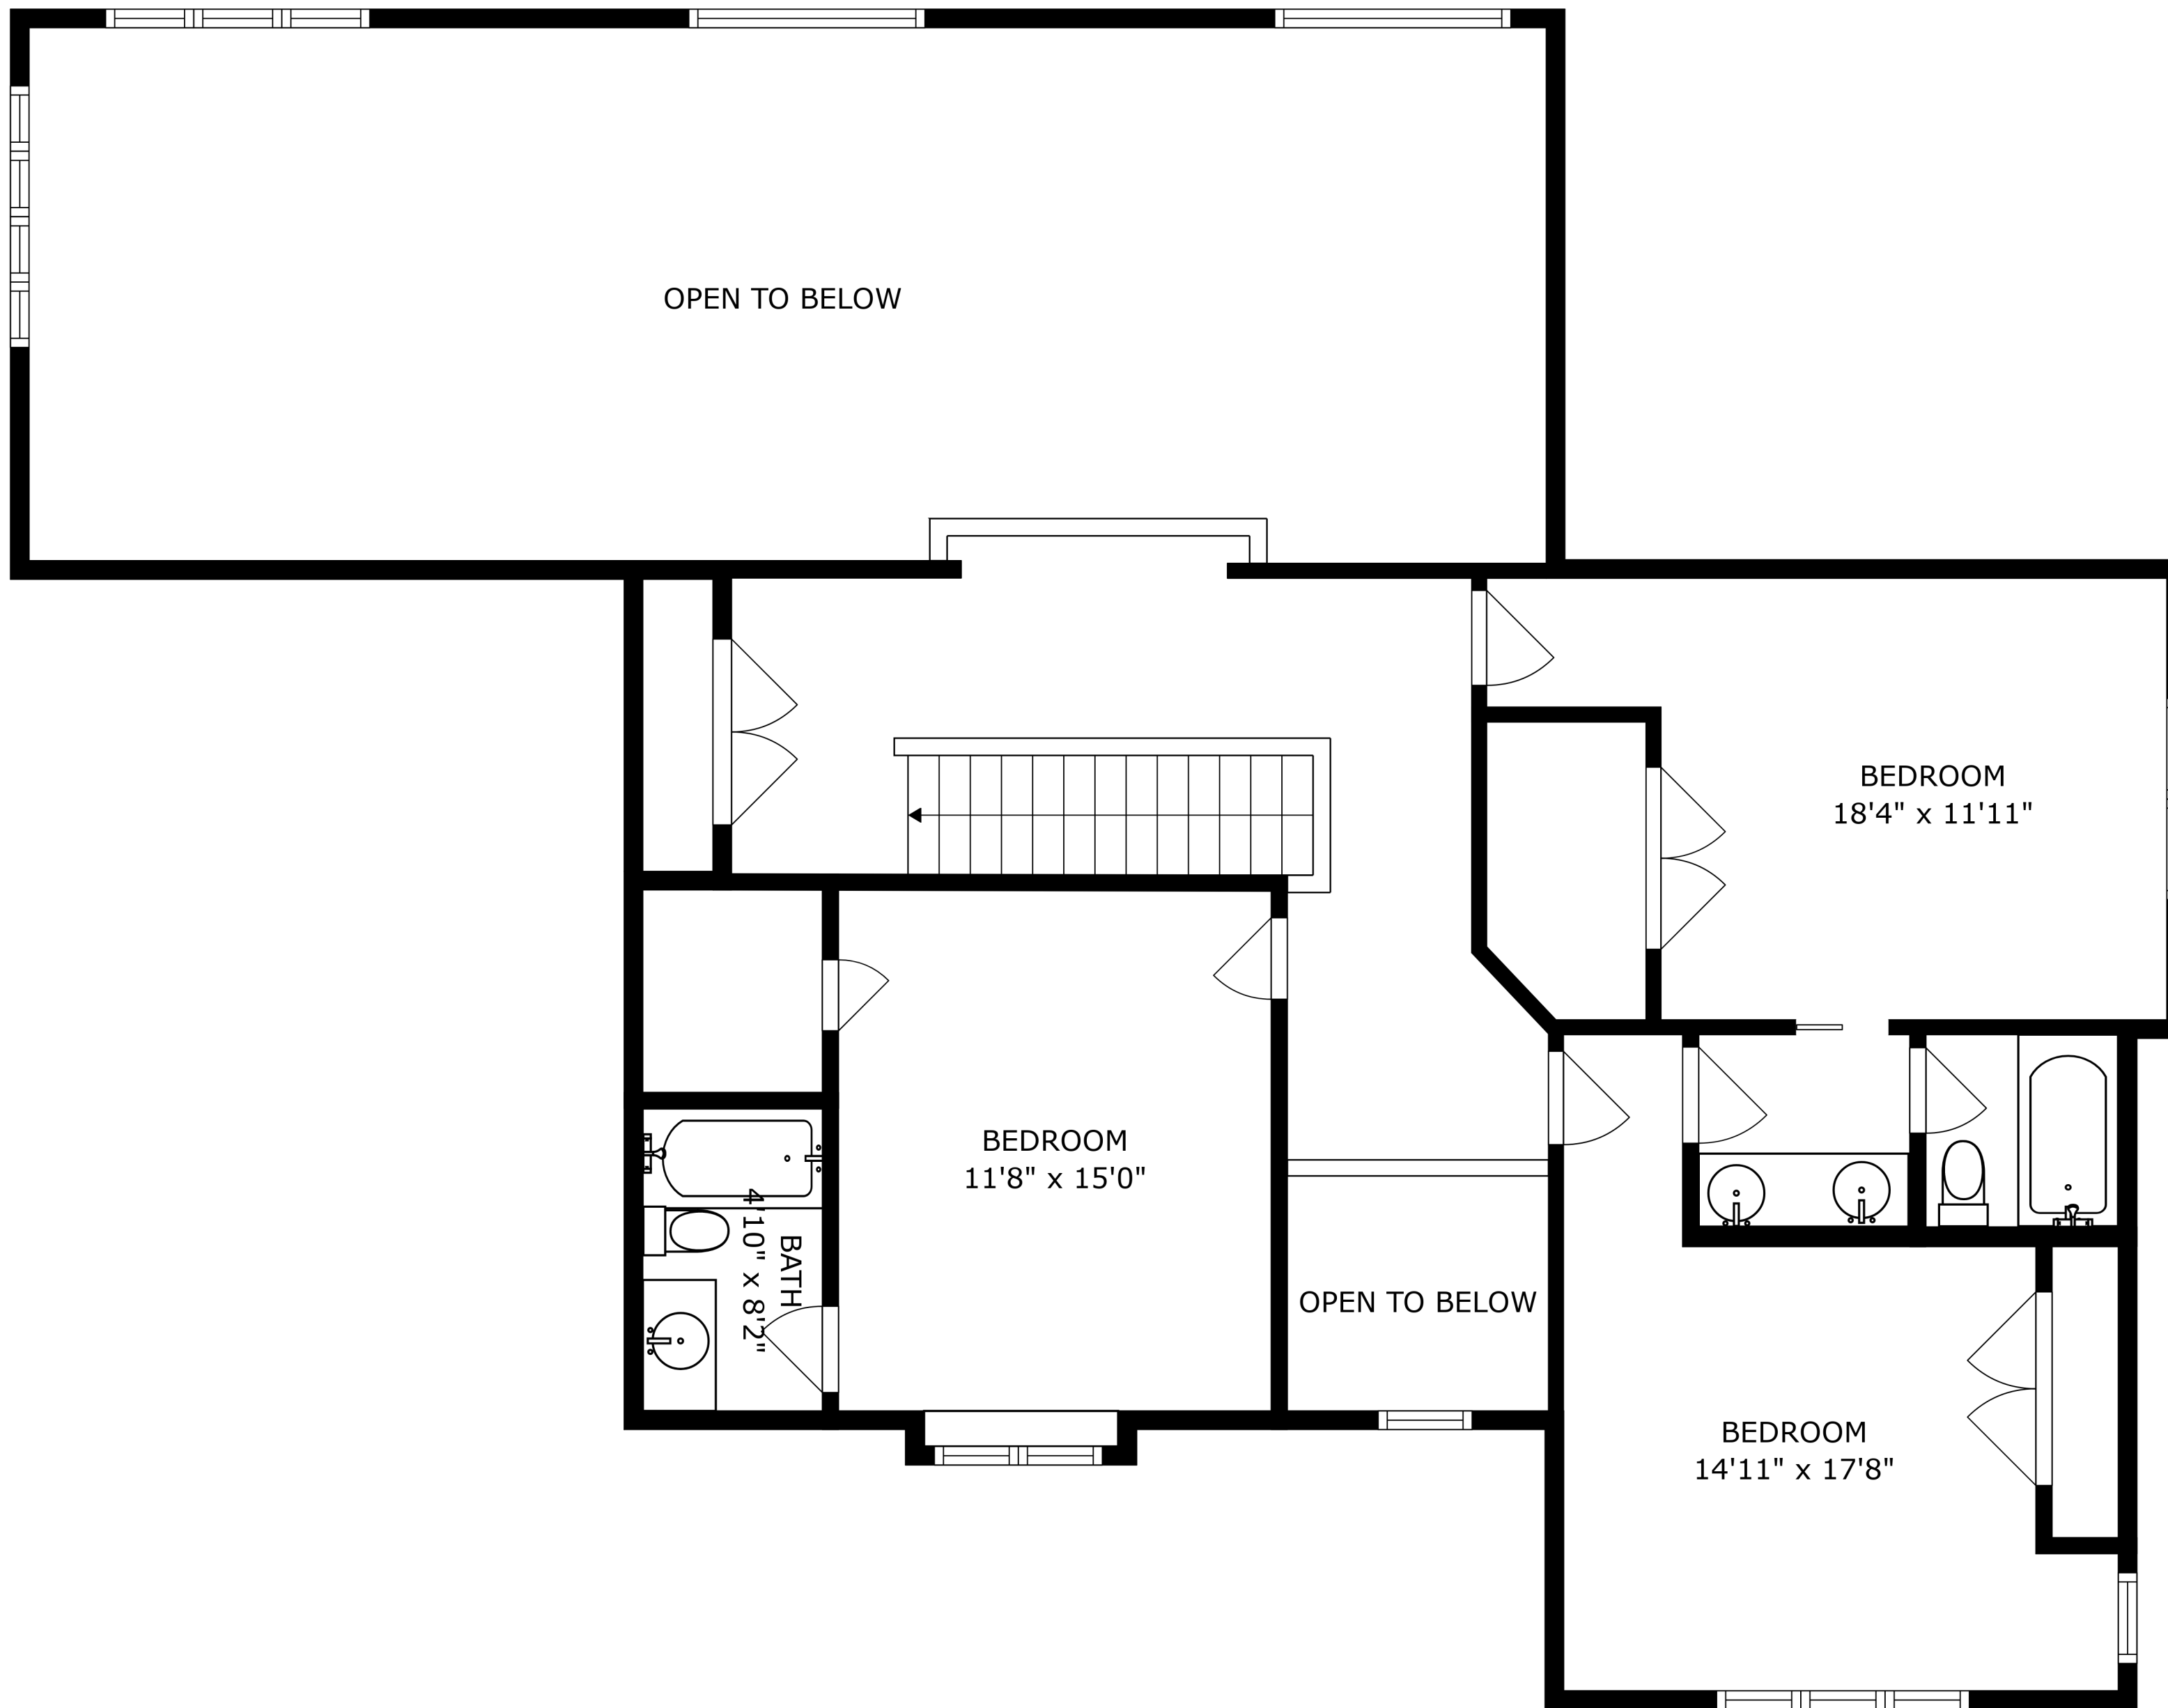 OPEN TO BELOW
BEDROOM
18'4" x 11'11"
BEDROOM
11'8" x 15'0"
BATH
4'10" x 8'2"
OPEN TO BELOW
BEDROOM
14'11" x 17'8"